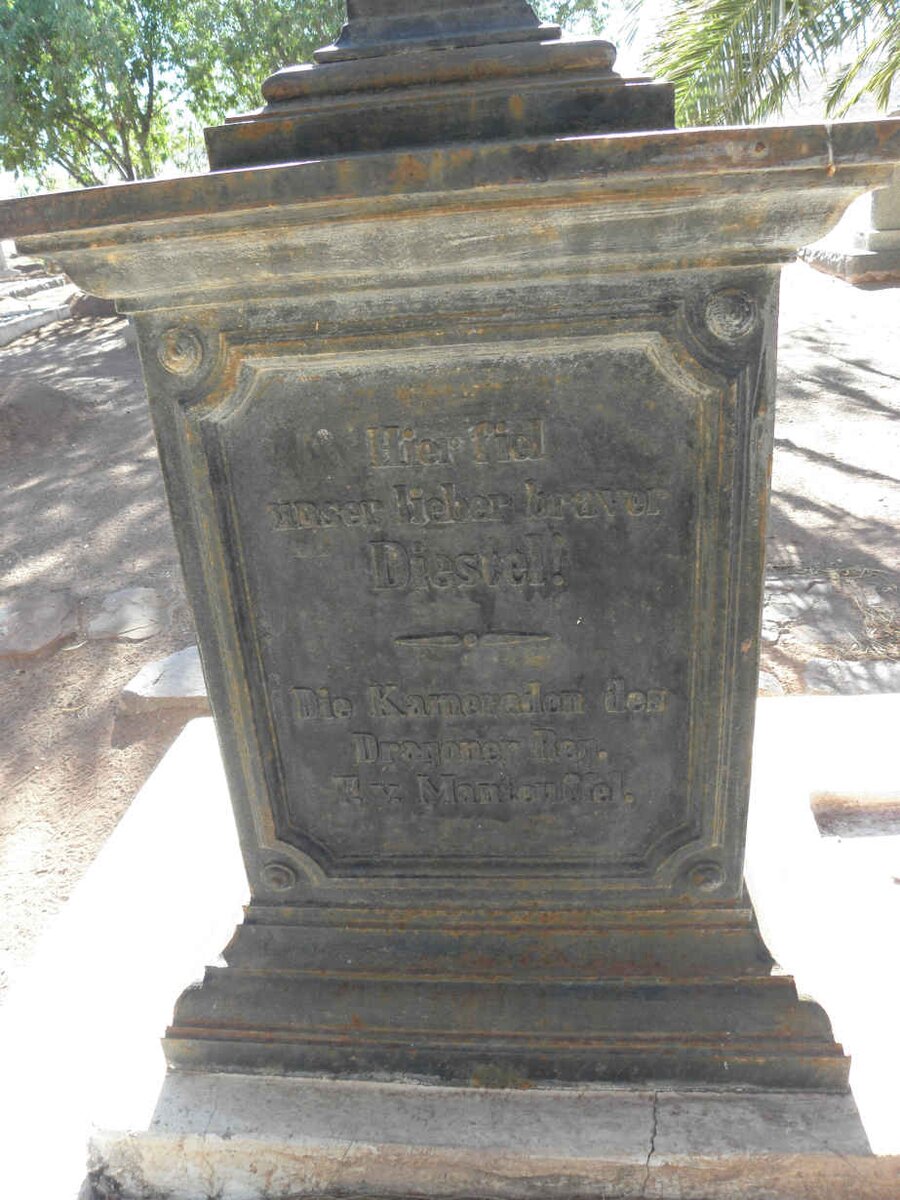 Hier fiel
unser lieber braver
Diestel!
Die Kameraden des
Dragoner Reg.
F. v. Manteuffel.